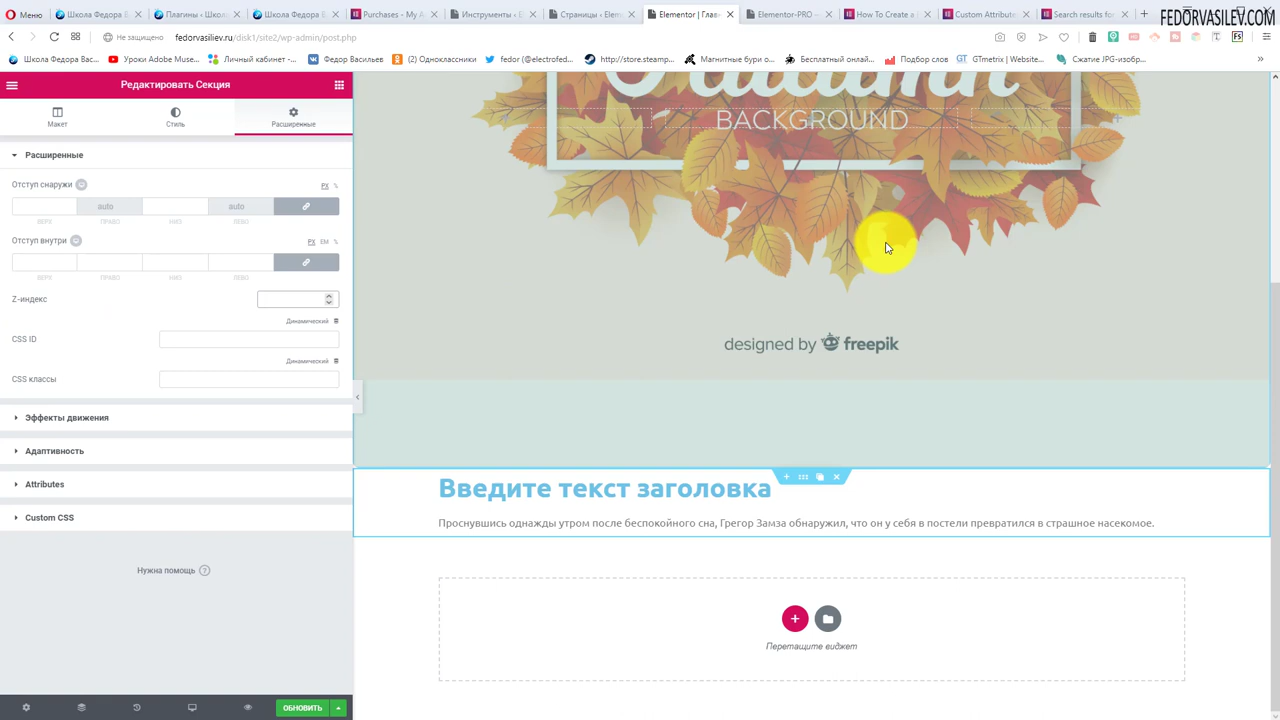 Меню
Школа Федора В
Плагины ‹ Школа
Школа Федора В
Purchases - My A
Инструменты ‹ E
Страницы ‹ Elem
Elementor | Глав
Elementor-PRO —
How To Create a
Custom Attribute
Search results for
FEDORVASILEV.COM
Не защищено
fedorvasiliev.ru/disk1/site2/wp-admin/post.php
Школа Федора Вас...
Уроки Adobe Muse...
Личный кабинет -...
Федор Васильев
(2) Одноклассники
fedor (@electrofed...
http://store.steamp...
Магнитные бури о...
Бесплатный онлай...
Подбор слов
GTmetrix | Website...
Сжатие JPG-изобр...
Редактировать Секция
Макет
Стиль
Расширенные
Расширенные
Отступ снаружи
PX %
auto
auto
ВЕРХ
ПРАВО
НИЗ
ЛЕВО
Отступ внутри
PX EM %
ВЕРХ
ПРАВО
НИЗ
ЛЕВО
Z-индекс
Динамический
CSS ID
Динамический
CSS классы
Эффекты движения
Адаптивность
Attributes
Custom CSS
Нужна помощь ?
ОБНОВИТЬ
Autumn
BACKGROUND
designed by freepik
Введите текст заголовка
Проснувшись однажды утром после беспокойного сна, Грегор Замза обнаружил, что он у себя в постели превратился в страшное насекомое.
Перетащите виджет